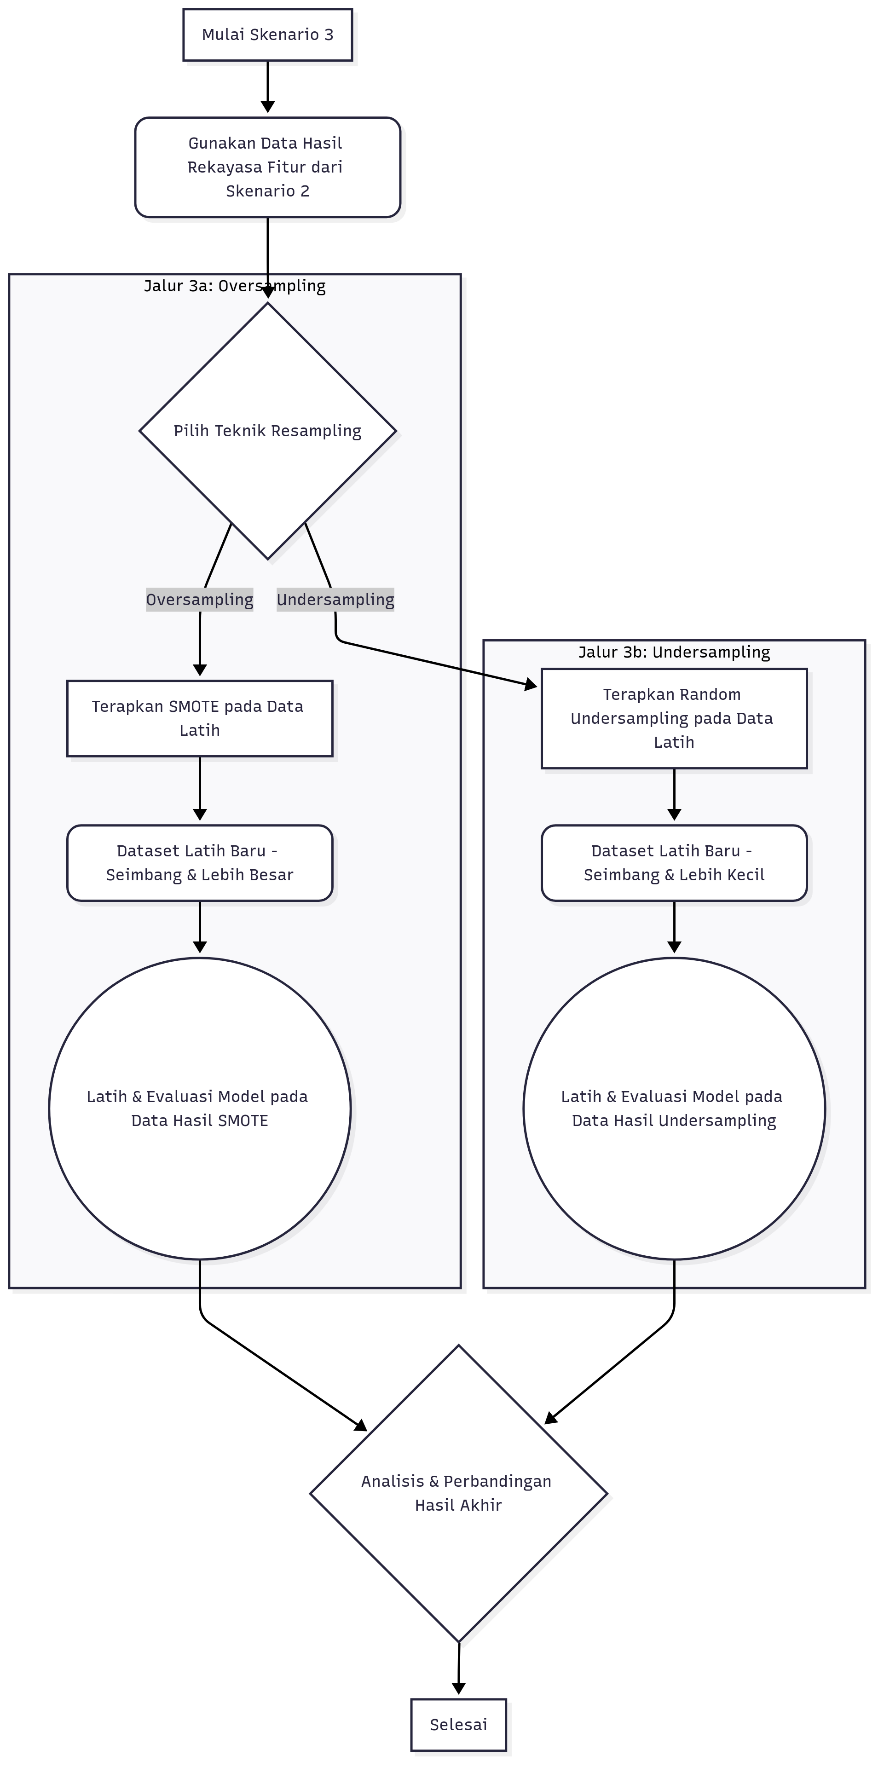 Mulai Skenario 3
Gunakan Data Hasil
Rekayasa Fitur dari
Skenario 2
Jalur 3a: Oversampling
Pilih Teknik Resampling
Oversampling
Undersampling
Terapkan SMOTE pada Data
Latih
Dataset Latih Baru -
Seimbang & Lebih Besar
Latih & Evaluasi Model pada
Data Hasil SMOTE
Jalur 3b: Undersampling
Terapkan Random
Undersampling pada Data
Latih
Dataset Latih Baru -
Seimbang & Lebih Kecil
Latih & Evaluasi Model pada
Data Hasil Undersampling
Analisis & Perbandingan
Hasil Akhir
Selesai